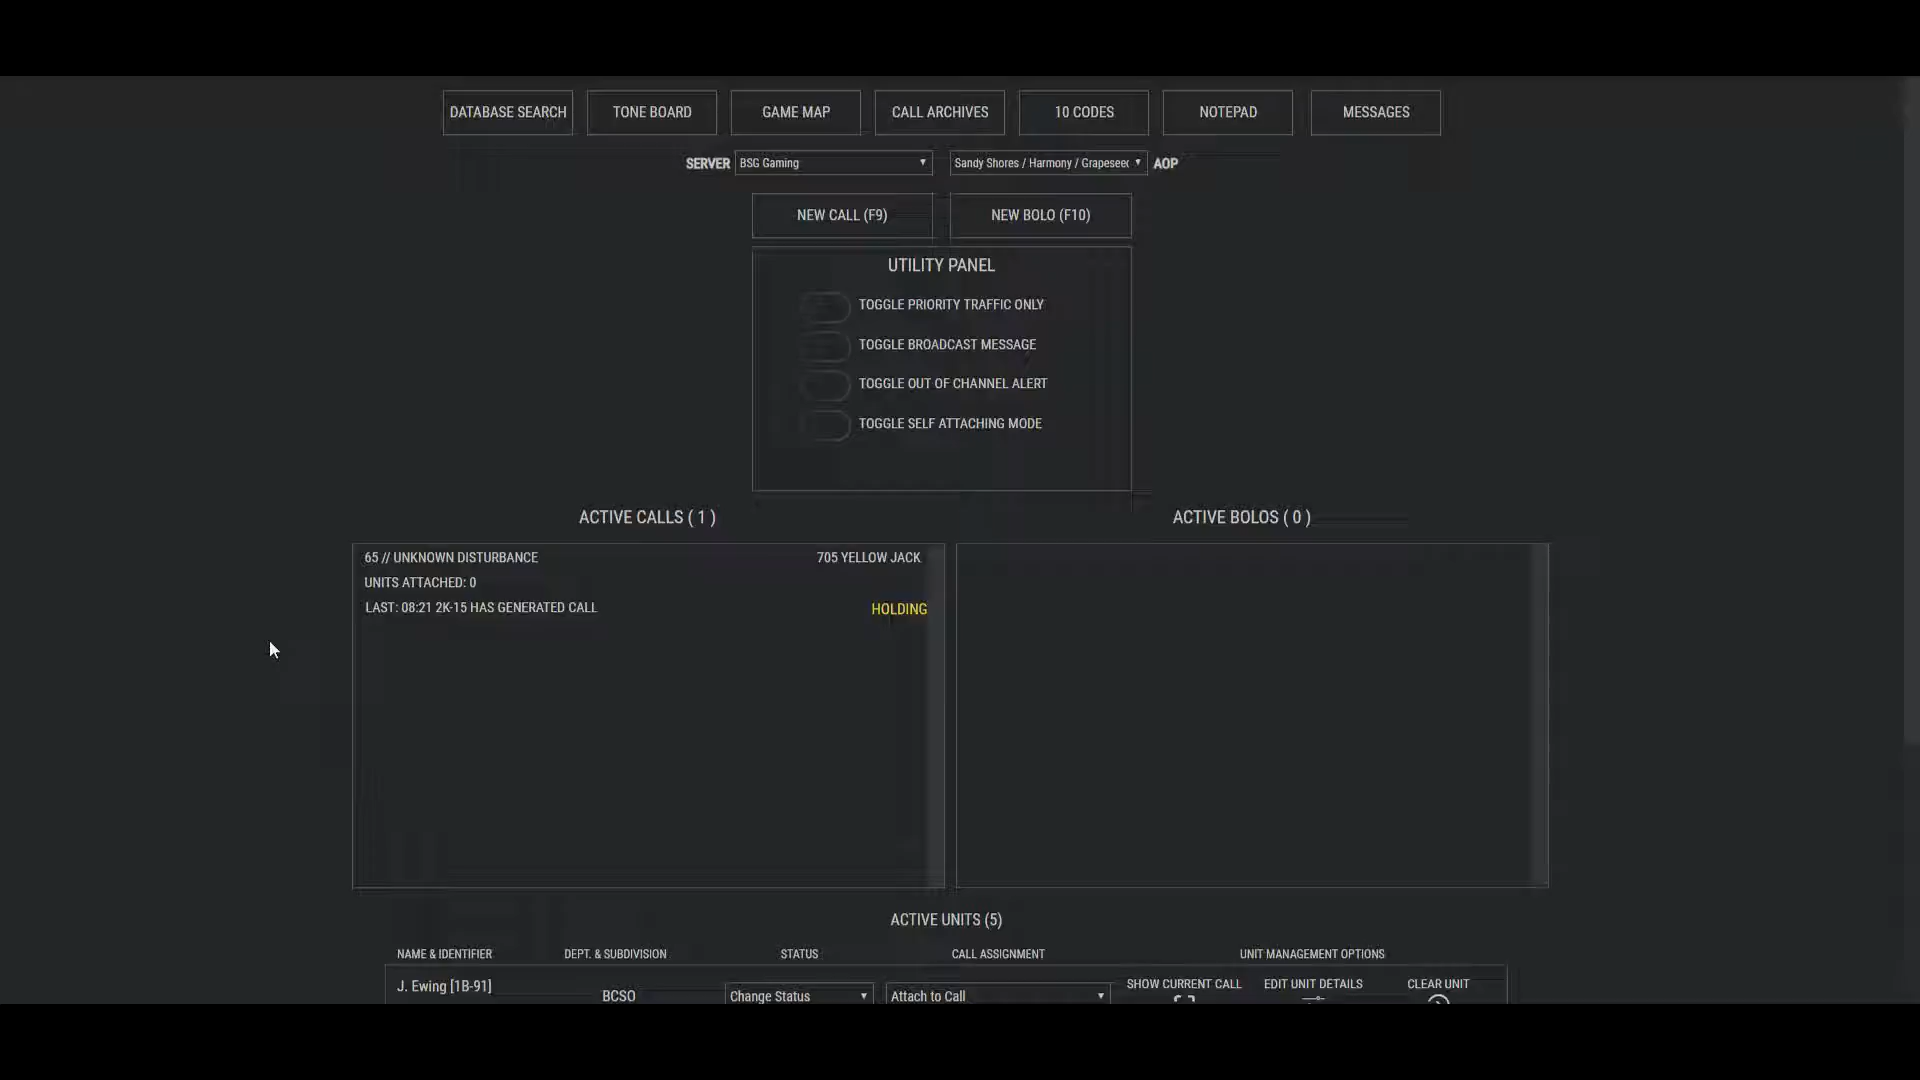 DATABASE SEARCH TONE BOARD GAME MAP CALL ARCHIVES 10 CODES NOTEPAD MESSAGES
SERVER BSG Gaming Sandy Shores / Harmony / Grapeseec AOP
NEW CALL (F9) NEW BOLO (F10)
UTILITY PANEL
TOGGLE PRIORITY TRAFFIC ONLY
TOGGLE BROADCAST MESSAGE
TOGGLE OUT OF CHANNEL ALERT
TOGGLE SELF ATTACHING MODE
ACTIVE CALLS ( 1 ) ACTIVE BOLOS ( 0 )
65 // UNKNOWN DISTURBANCE 705 YELLOW JACK
UNITS ATTACHED: 0
LAST: 08:21 2K-15 HAS GENERATED CALL HOLDING
ACTIVE UNITS (5)
NAME & IDENTIFIER DEPT. & SUBDIVISION STATUS CALL ASSIGNMENT UNIT MANAGEMENT OPTIONS
J. Ewing [1B-91] SHOW CURRENT CALL EDIT UNIT DETAILS CLEAR UNIT
BCSO Change Status Attach to Call